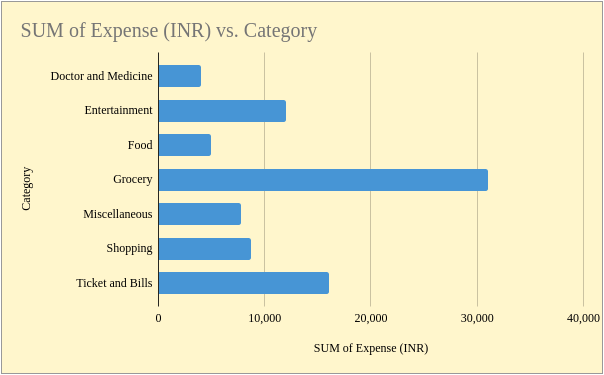 SUM of Expense (INR) vs. Category
Category
Doctor and Medicine
Entertainment
Food
Grocery
Miscellaneous
Shopping
Ticket and Bills
0 10,000 20,000 30,000 40,000
SUM of Expense (INR)